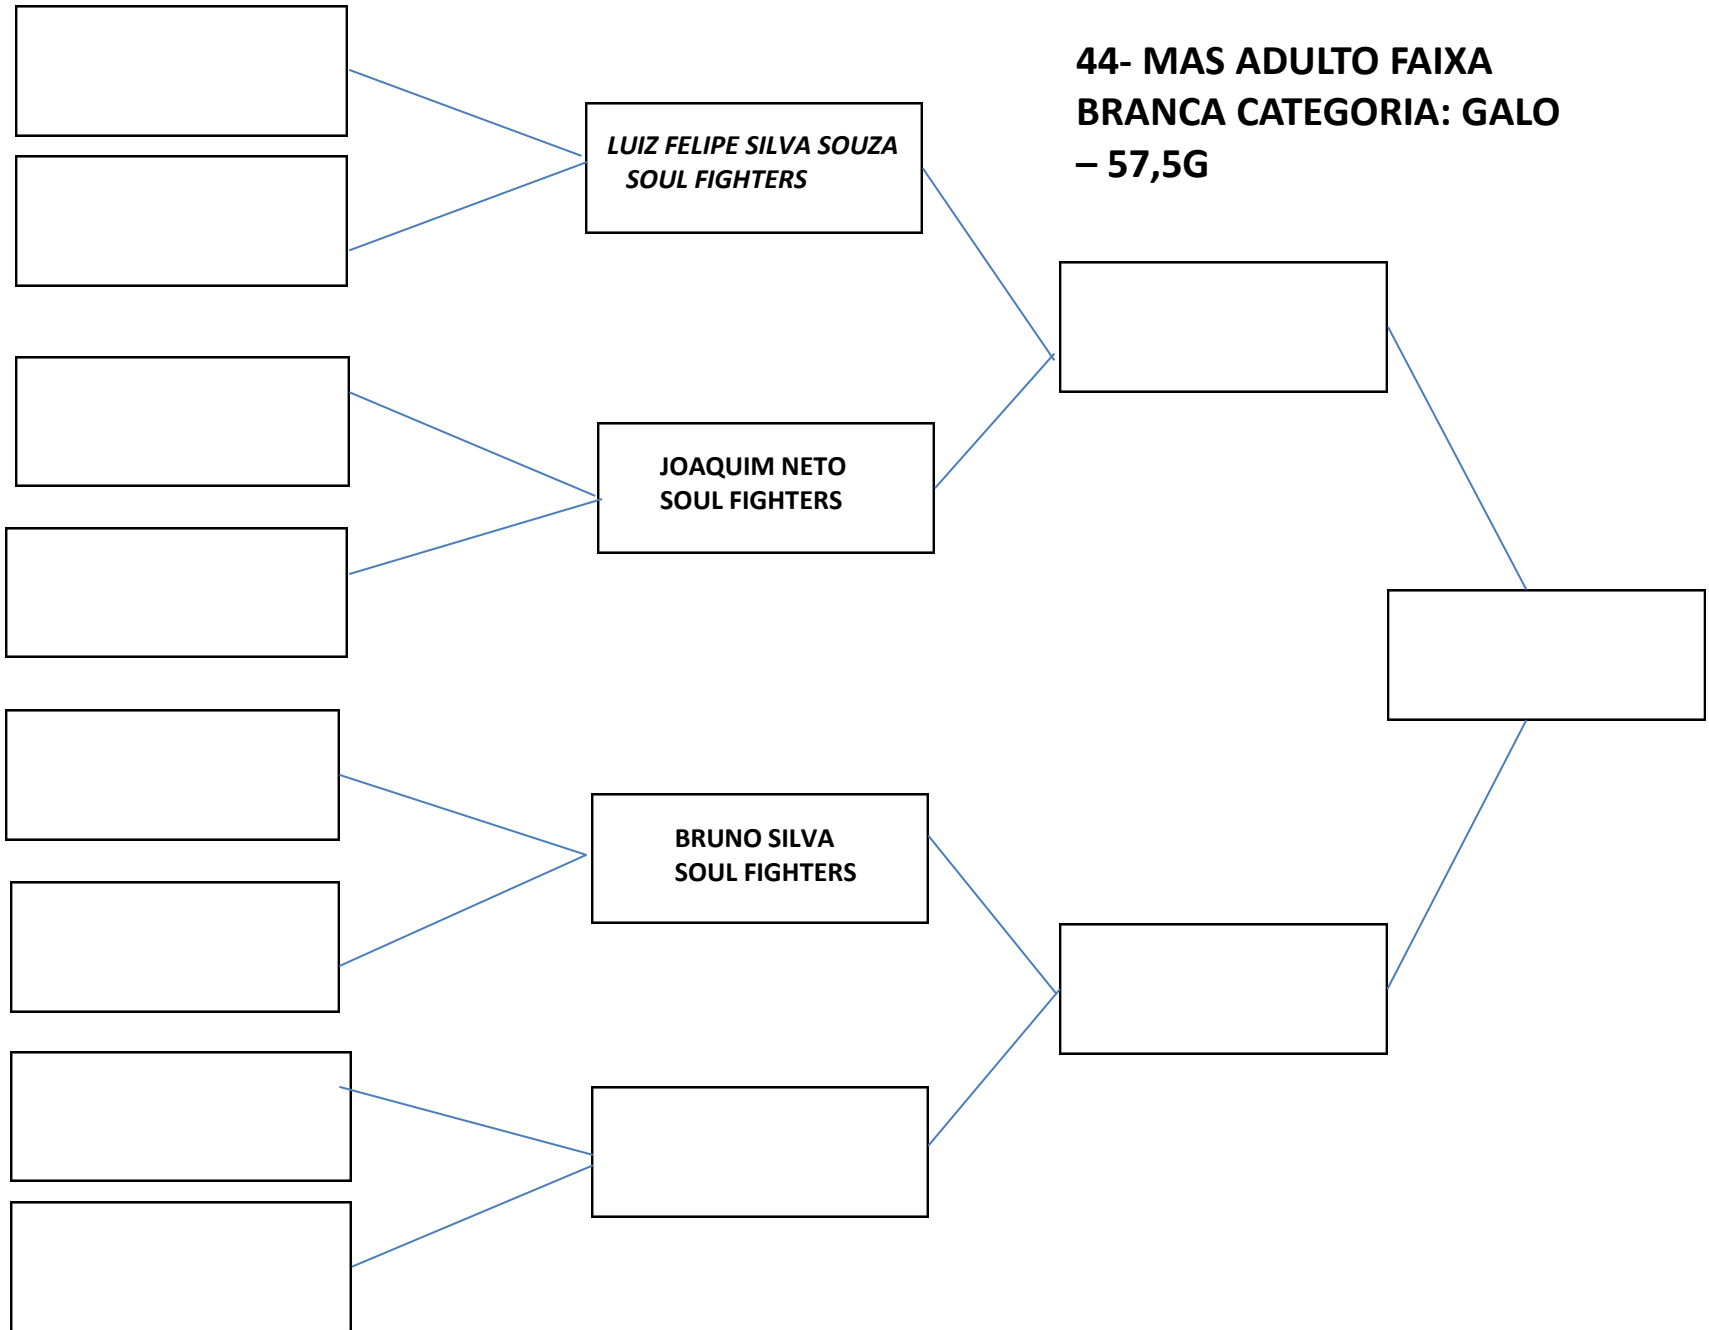 44- MAS ADULTO FAIXA
BRANCA CATEGORIA: GALO
– 57,5G
LUIZ FELIPE SILVA SOUZA
SOUL FIGHTERS
JOAQUIM NETO
SOUL FIGHTERS
BRUNO SILVA
SOUL FIGHTERS